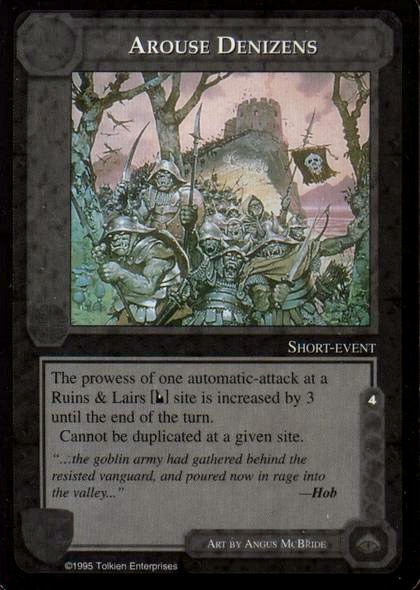 AROUSE DENIZENS
SHORT-EVENT
The prowess of one automatic-attack at a
Ruins & Lairs [] site is increased by 3
until the end of the turn.
Cannot be duplicated at a given site.
4
"...the goblin army had gathered behind the
resisted vanguard, and poured now in rage into
the valley..." —Hob
ART BY ANGUS MCBRIDE
©1995 Tolkien Enterprises